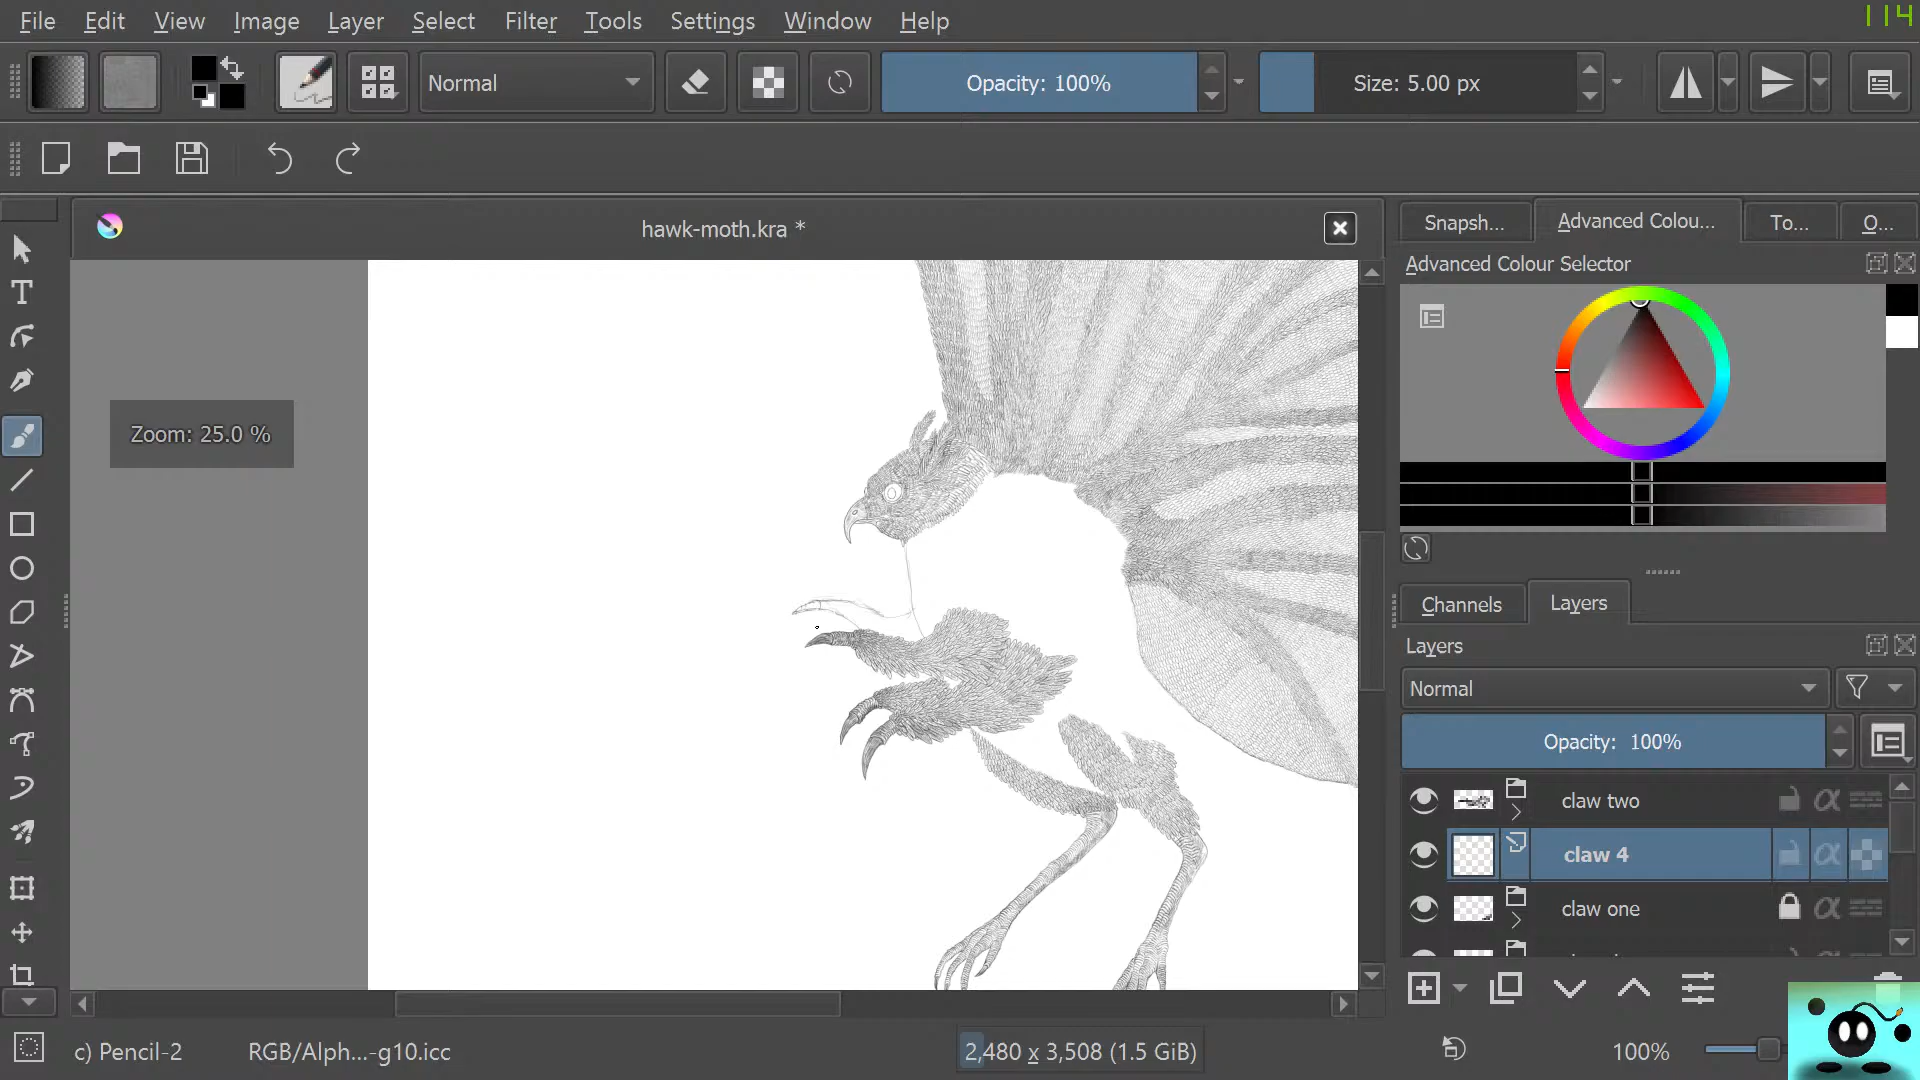 File Edit View Image Layer Select Filter Tools Settings Window Help
114
Normal
Opacity: 100%
Size: 5.00 px
hawk-moth.kra *
Snapsh...
Advanced Colou...
To...
O...
Advanced Colour Selector
Zoom: 25.0 %
Channels
Layers
Layers
Normal
Opacity: 100%
claw two
claw 4
claw one
c) Pencil-2
RGB/Alph...-g10.icc
2,480 x 3,508 (1.5 GiB)
100%